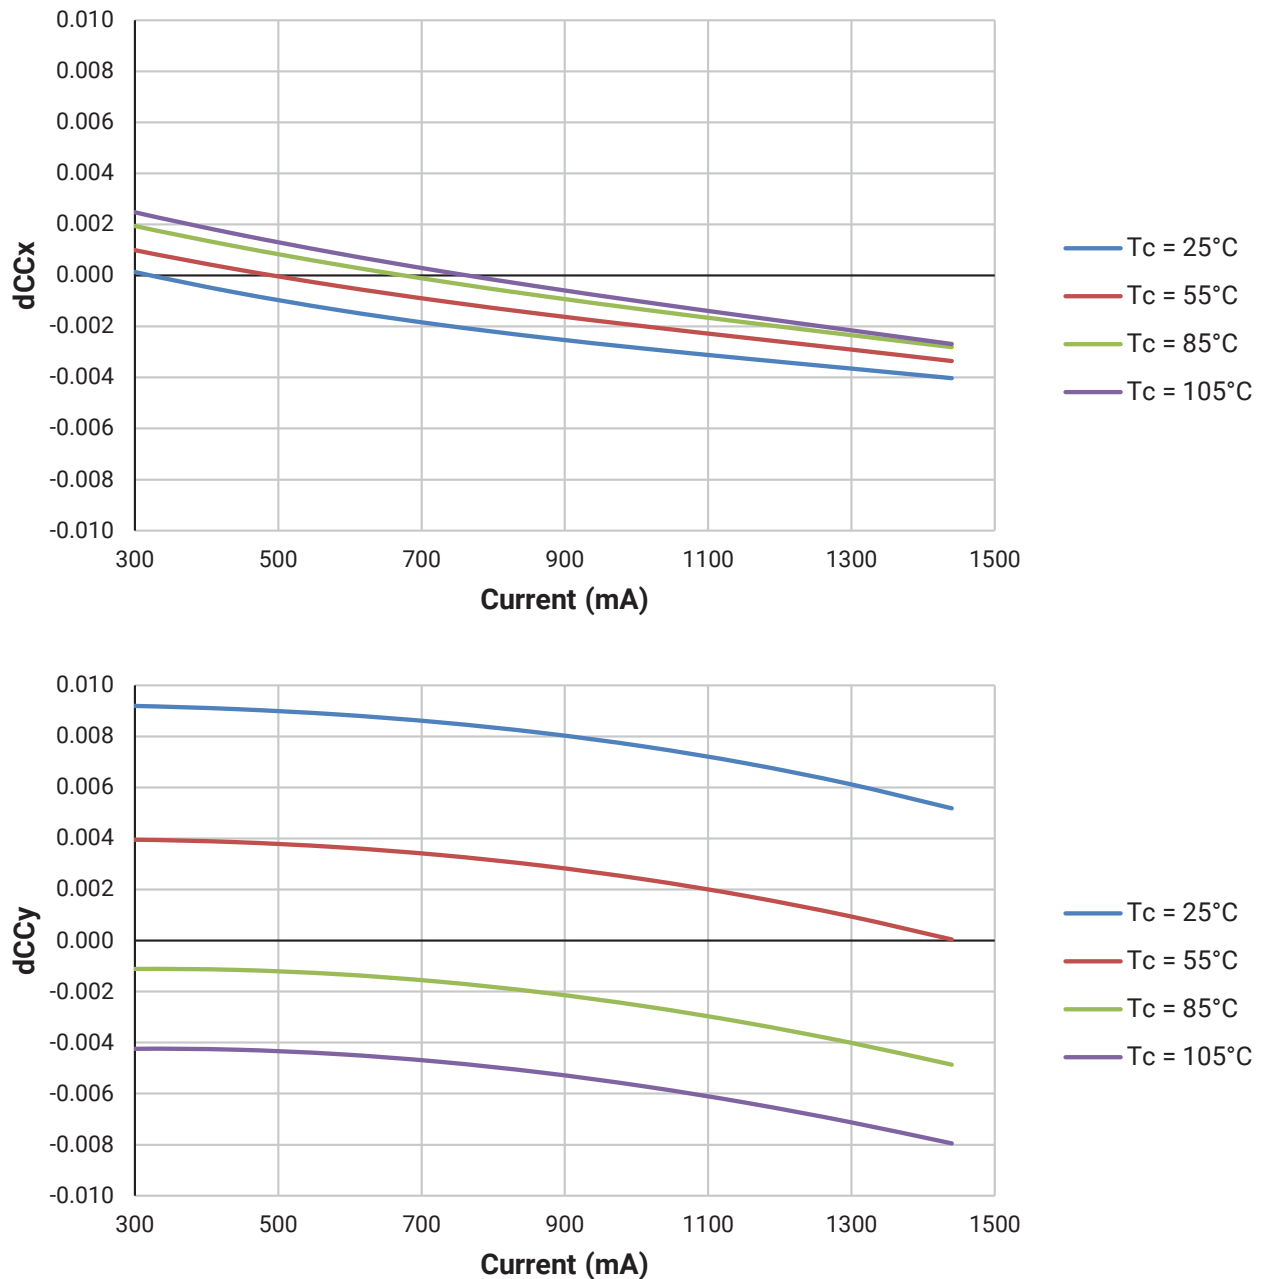 0.010
0.008
0.006
0.004
0.002
0.000
-0.002
-0.004
-0.006
-0.008
-0.010
dCCx
300 500 700 900 1100 1300 1500
Current (mA)
Tc = 25°C
Tc = 55°C
Tc = 85°C
Tc = 105°C
0.010
0.008
0.006
0.004
0.002
0.000
-0.002
-0.004
-0.006
-0.008
-0.010
dCCy
300 500 700 900 1100 1300 1500
Current (mA)
Tc = 25°C
Tc = 55°C
Tc = 85°C
Tc = 105°C